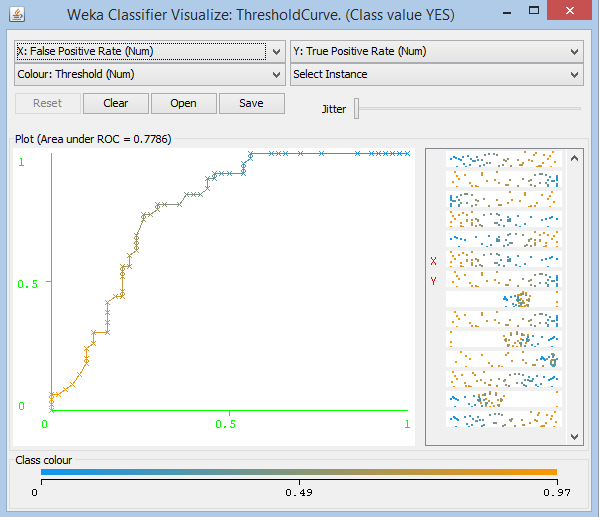 Weka Classifier Visualize: ThresholdCurve. (Class value YES)
X: False Positive Rate (Num)
Y: True Positive Rate (Num)
Colour: Threshold (Num)
Select Instance
Reset
Clear
Open
Save
Jitter
Plot (Area under ROC = 0.7786)
1
0.5
0
0
0.5
1
X
Y
Class colour
0
0.49
0.97